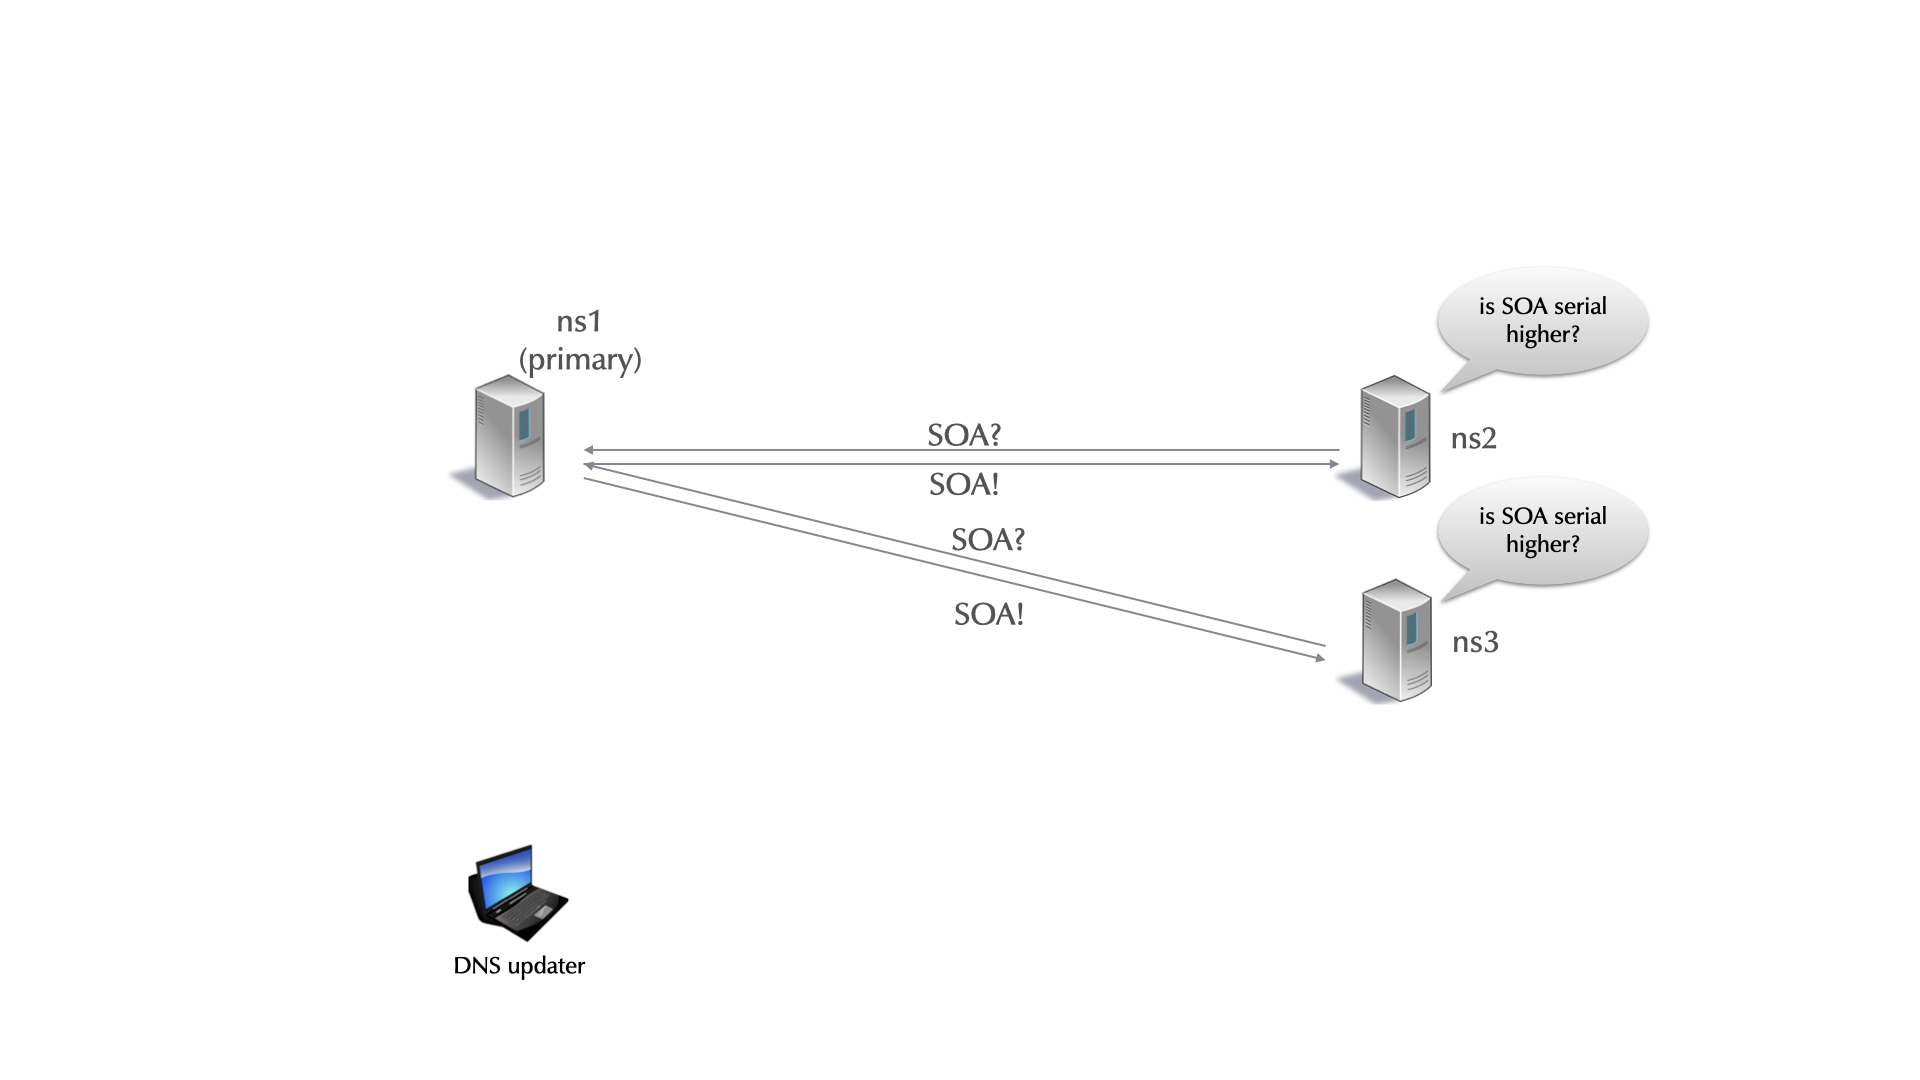 ns1
(primary)
is SOA serial
higher?
SOA?
ns2
SOA!
is SOA serial
higher?
SOA?
SOA!
ns3
DNS updater